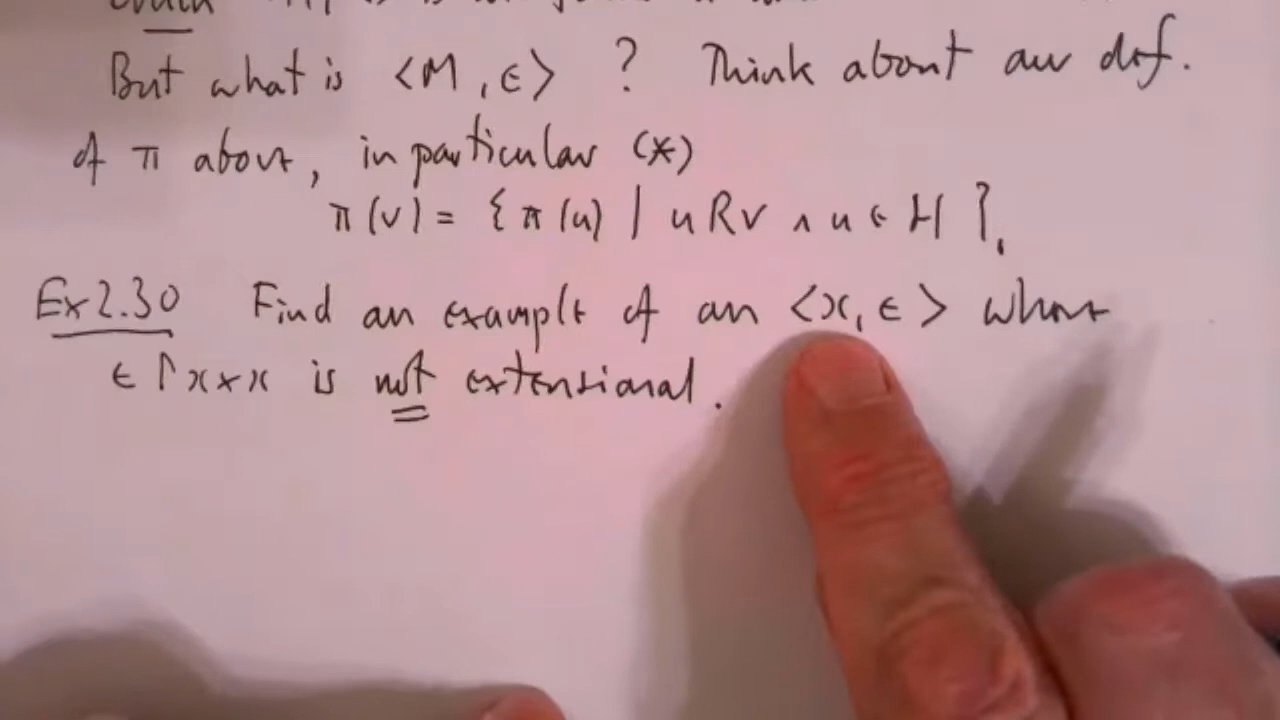 But what is ⟨M, ∈⟩ ? Think about our def.
of π above, in particular (*)
π(v) = { π(u) | u R v ∧ u ∈ H }.
Ex 2.30 Find an example of an ⟨x, ∈⟩ where
∈ ↾ x × x is not extensional.